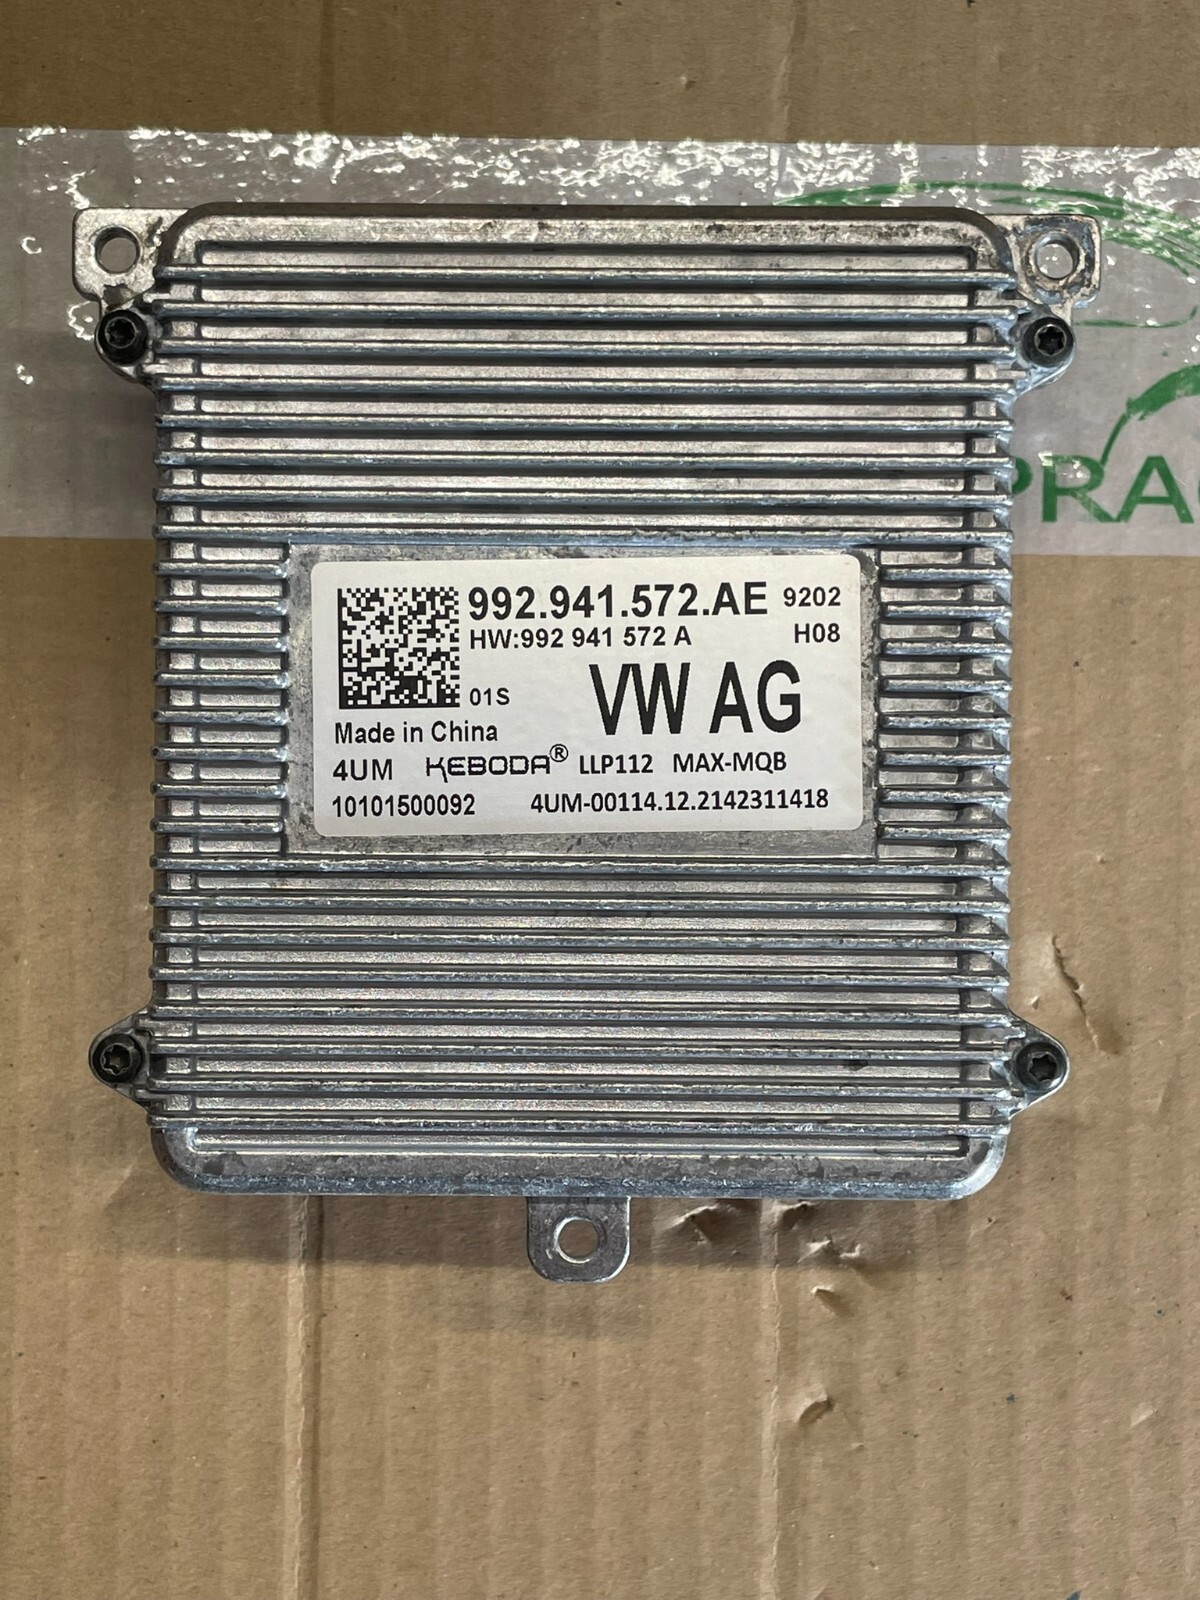 PRA
992.941.572.AE 9202
HW:992 941 572 A H08
01S VW AG
Made in China
4UM KEBODA® LLP112 MAX-MQB
10101500092 4UM-00114.12.2142311418